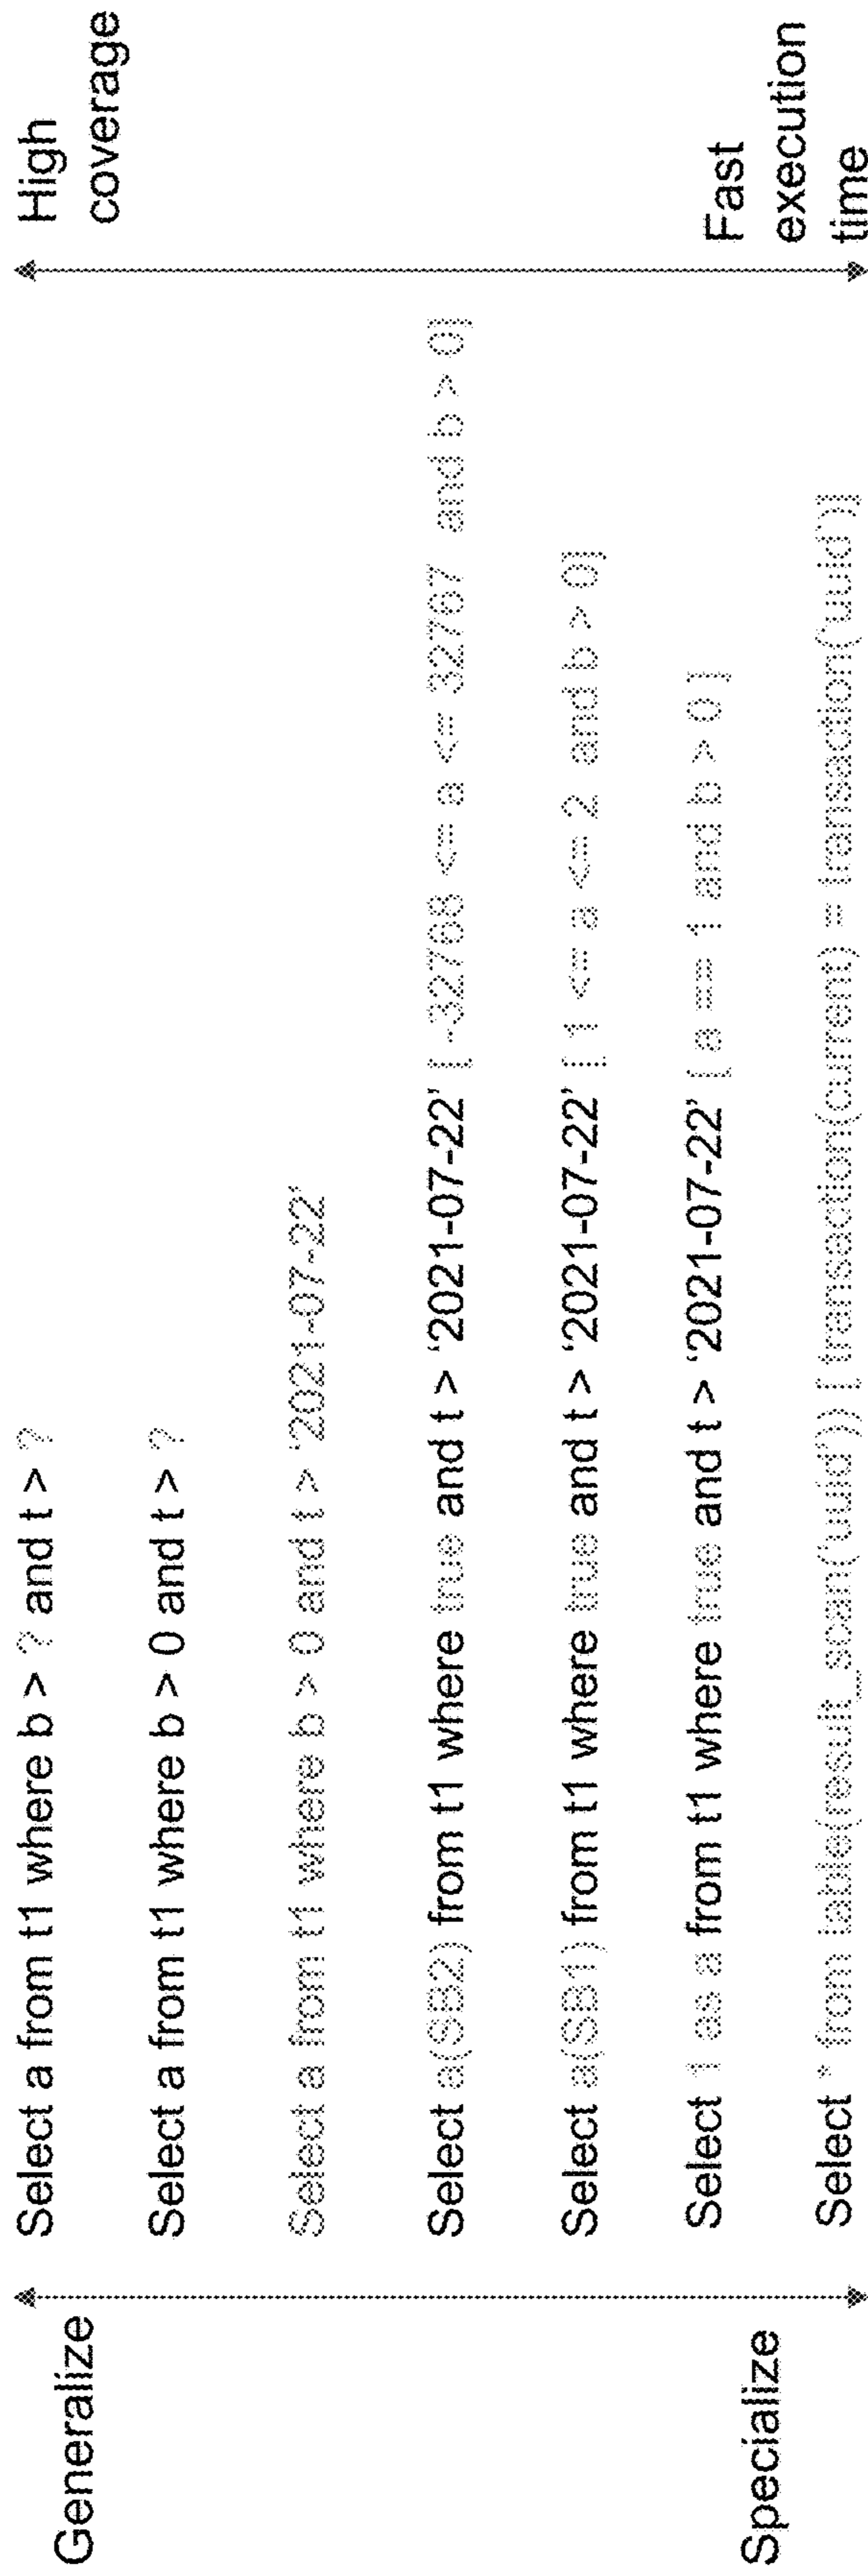 Generalize
Specialize
Select a from t1 where b > ? and t > ?
Select a from t1 where b > 0 and t > ?
Select a from t1 where b > 0 and t > '2021-07-22'
Select a(SB2) from t1 where true and t > ‘2021-07-22’ [ -32768 <= a <= 32767 and b > 0]
Select a(SB1) from t1 where true and t > ‘2021-07-22’ [ 1 <= a <= 2 and b > 0]
Select 1 as a from t1 where true and t > ‘2021-07-22’ [ a == 1 and b > 0 ]
Select * from table(result_scan('uuid')) [ transaction(current) = transaction('uuid')]
High
coverage
Fast
execution
time